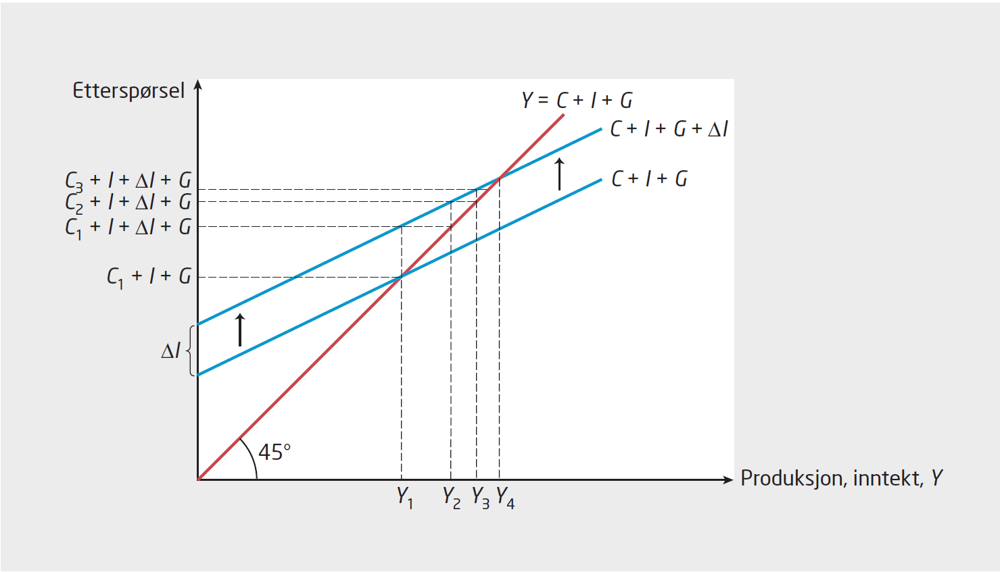 Etterspørsel
Y = C + I + G
C + I + G + ΔI
C + I + G
C₃ + I + ΔI + G
C₂ + I + ΔI + G
C₁ + I + ΔI + G
C₁ + I + G
ΔI
45°
Produksjon, inntekt, Y
Y₁ Y₂ Y₃ Y₄